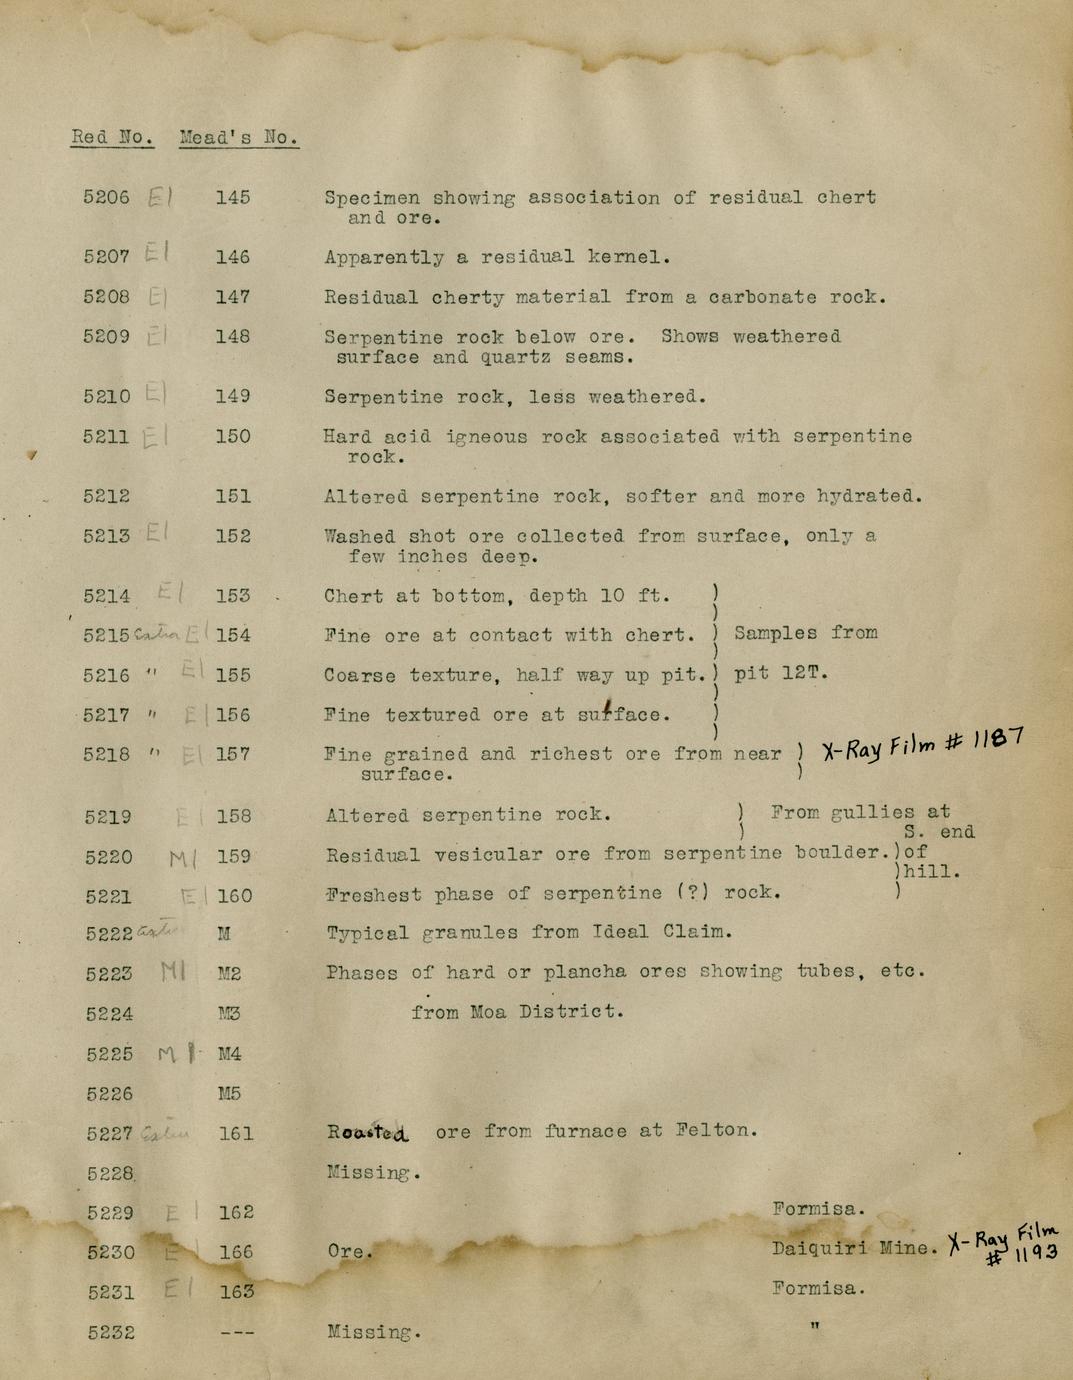 Red No. Mead's No.
5206 E1 145 Specimen showing association of residual chert
and ore.
5207 E1 146 Apparently a residual kernel.
5208 E1 147 Residual cherty material from a carbonate rock.
5209 E1 148 Serpentine rock below ore. Shows weathered
surface and quartz seams.
5210 E1 149 Serpentine rock, less weathered.
5211 E1 150 Hard acid igneous rock associated with serpentine
rock.
5212 151 Altered serpentine rock, softer and more hydrated.
5213 E1 152 Washed shot ore collected from surface, only a
few inches deep.
5214 E1 153 Chert at bottom, depth 10 ft. )
)
5215 E1 154 Fine ore at contact with chert. ) Samples from
)
5216 " E1 155 Coarse texture, half way up pit. ) pit 12T.
)
5217 " E1 156 Fine textured ore at surface. )
)
5218 " E1 157 Fine grained and richest ore from near ) X-Ray Film # 1187
surface. )
5219 E1 158 Altered serpentine rock. ) From gullies at
) S. end
5220 M1 159 Residual vesicular ore from serpentine boulder. ) of
) hill.
5221 E1 160 Freshest phase of serpentine (?) rock. )
5222 M Typical granules from Ideal Claim.
5223 M1 M2 Phases of hard or plancha ores showing tubes, etc.
5224 M3 from Moa District.
5225 M1 M4
5226 M5
5227 161 Roasted ore from furnace at Felton.
5228 Missing.
5229 E1 162 Formisa.
5230 E1 166 Ore. Daiquiri Mine. X-Ray Film
# 1193
5231 E1 163 Formisa.
5232 --- Missing. "